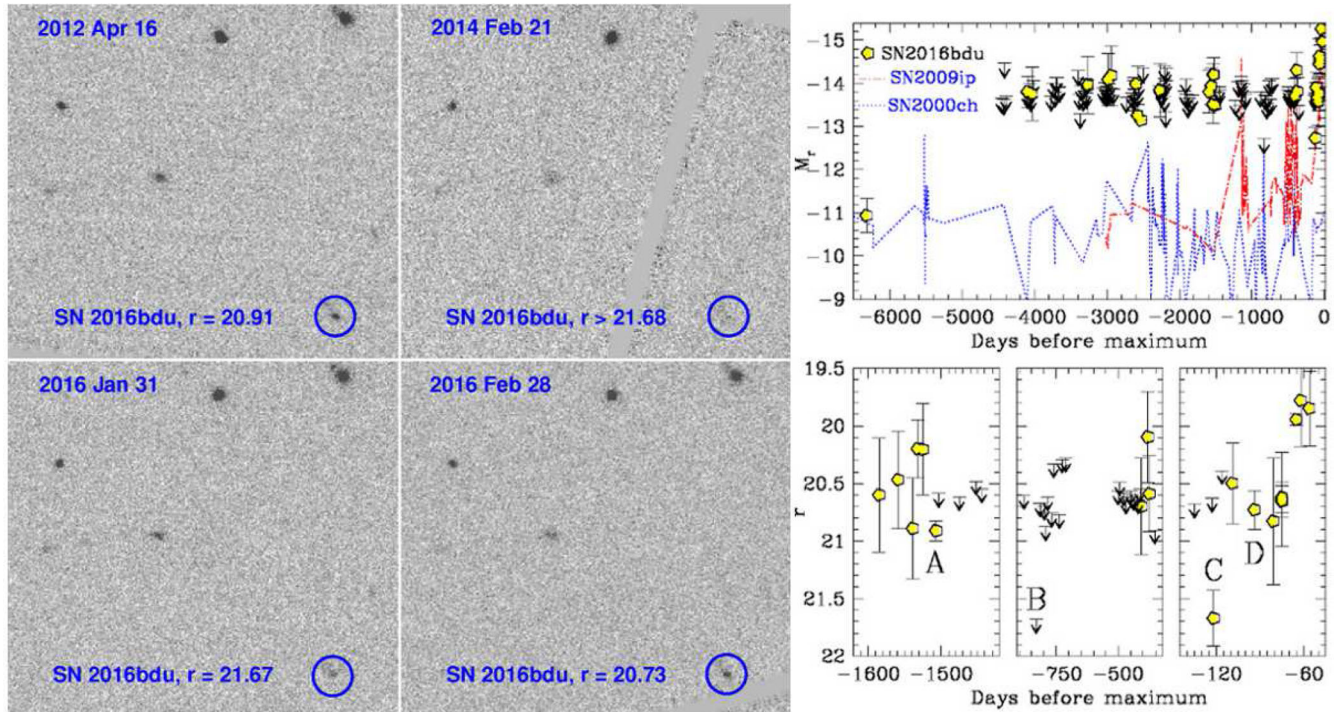 2012 Apr 16
SN 2016bdu, r = 20.91
2014 Feb 21
SN 2016bdu, r > 21.68
2016 Jan 31
SN 2016bdu, r = 21.67
2016 Feb 28
SN 2016bdu, r = 20.73
SN2016bdu
SN2009ip
SN2000ch
-15
-14
-13
-12
-11
-10
-9
M_r
-6000 -5000 -4000 -3000 -2000 -1000 0
Days before maximum
19.5
20
20.5
21
21.5
22
r
A
B
C
D
-1600 -1500
-750 -500
-120 -60
Days before maximum